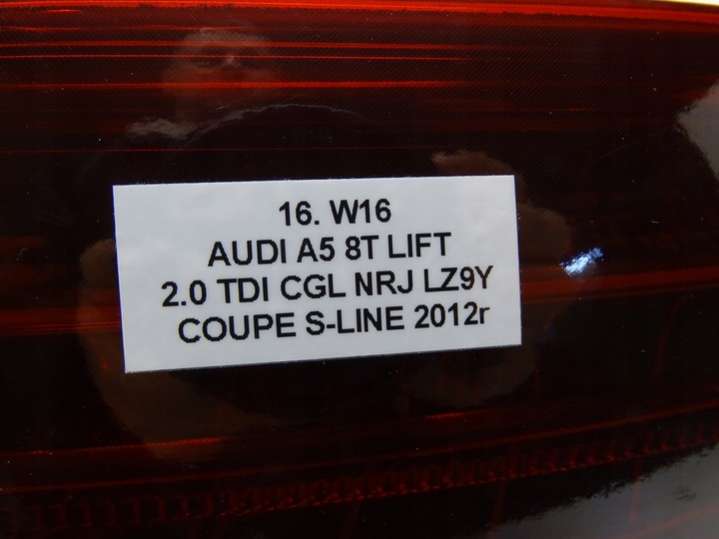 16. W16
AUDI A5 8T LIFT
2.0 TDI CGL NRJ LZ9Y
COUPE S-LINE 2012r